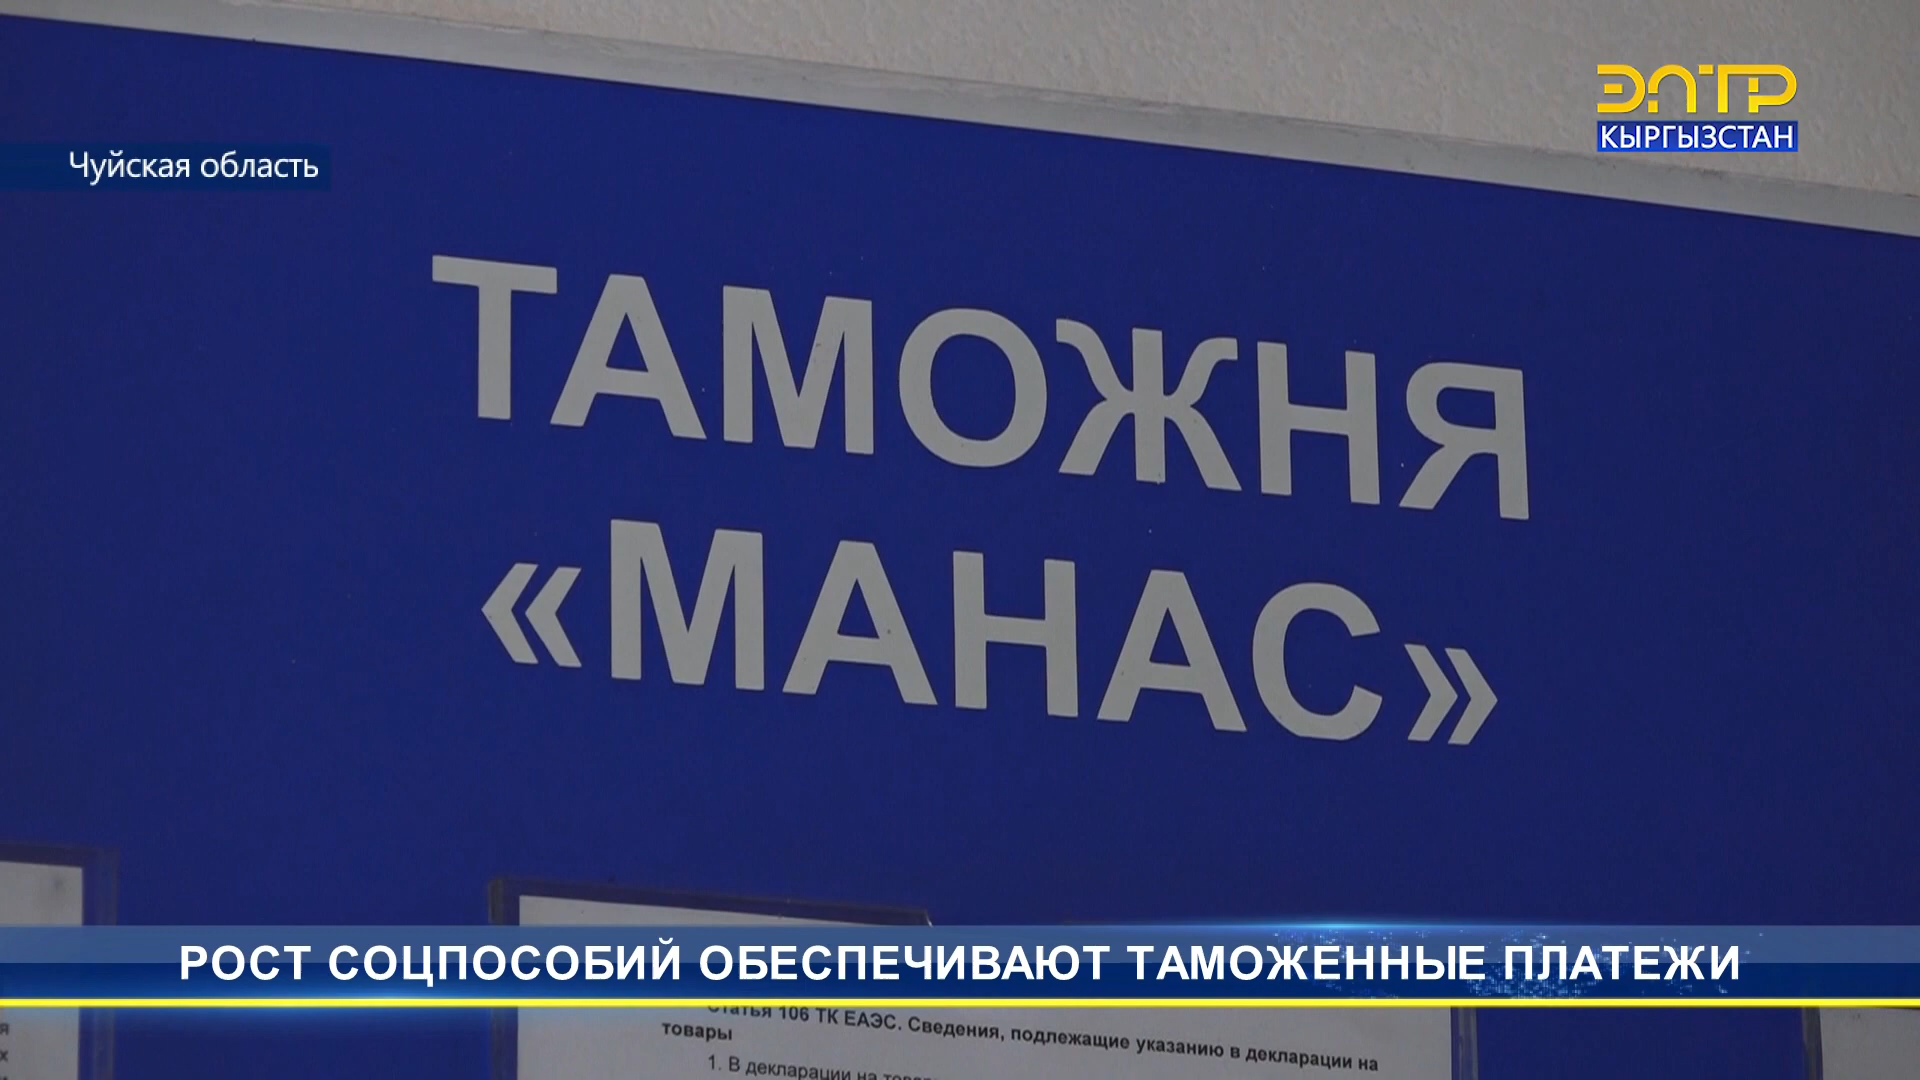 ЭЛТР
КЫРГЫЗСТАН
Чуйская область
ТАМОЖНЯ
«МАНАС»
РОСТ СОЦПОСОБИЙ ОБЕСПЕЧИВАЮТ ТАМОЖЕННЫЕ ПЛАТЕЖИ
Статья 106 ТК ЕАЭС. Сведения, подлежащие указанию в декларации на
товары
1. В декларации на
я
х